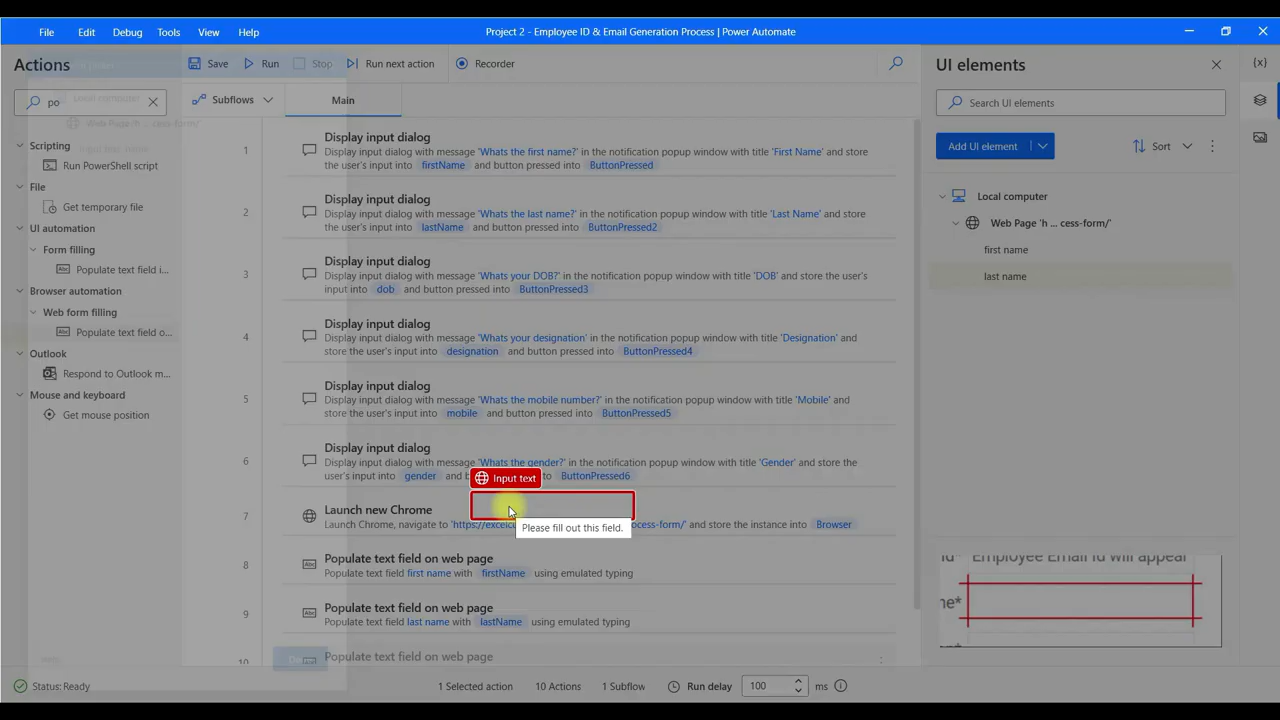 File Edit Debug Tools View Help
Project 2 - Employee ID & Email Generation Process | Power Automate
Actions
Save Run Stop Run next action Recorder
po
Subflows Main
Scripting
Run PowerShell script
File
Get temporary file
UI automation
Form filling
Populate text field i...
Browser automation
Web form filling
Populate text field o...
Outlook
Respond to Outlook m...
Mouse and keyboard
Get mouse position
1
Display input dialog
Display input dialog with message 'Whats the first name?' in the notification popup window with title 'First Name' and store
the user's input into firstName and button pressed into ButtonPressed
2
Display input dialog
Display input dialog with message 'Whats the last name?' in the notification popup window with title 'Last Name' and store
the user's input into lastName and button pressed into ButtonPressed2
3
Display input dialog
Display input dialog with message 'Whats your DOB?' in the notification popup window with title 'DOB' and store the user's
input into dob and button pressed into ButtonPressed3
4
Display input dialog
Display input dialog with message 'Whats your designation' in the notification popup window with title 'Designation' and
store the user's input into designation and button pressed into ButtonPressed4
5
Display input dialog
Display input dialog with message 'Whats the mobile number?' in the notification popup window with title 'Mobile' and
store the user's input into mobile and button pressed into ButtonPressed5
6
Display input dialog
Display input dialog with message 'Whats the gender?' in the notification popup window with title 'Gender' and store the
user's input into gender and b to ButtonPressed6
Input text
7
Launch new Chrome
Launch Chrome, navigate to 'https://excelcu cess-form/' and store the instance into Browser
Please fill out this field.
8
Populate text field on web page
Populate text field first name with firstName using emulated typing
9
Populate text field on web page
Populate text field last name with lastName using emulated typing
10
Populate text field on web page
UI elements
Search UI elements
Add UI element Sort
Local computer
Web Page 'h ... cess-form/'
first name
last name
Employee Email Id will appear
Status: Ready 1 Selected action 10 Actions 1 Subflow Run delay 100 ms